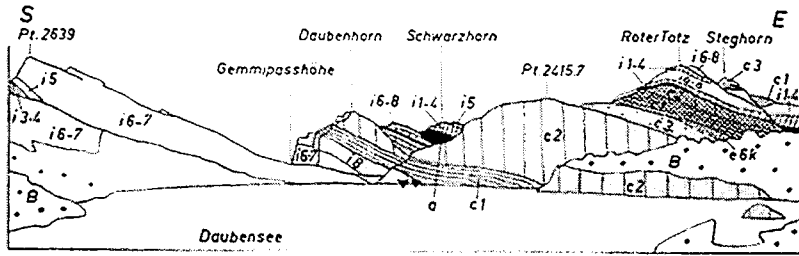 S E
Pt.2639 Daubenhorn Schwarzhorn Roter Totz Steghorn
Gemmipasshöhe Pt 2415.7
i5 i6-8 i1-4 i5 i1-4 i6-8 c3 c1
i3-4 i6-7 c2 i1-4
i6-7 i6-7 i8 c3 e6k
B B
a c1 c2
Daubensee